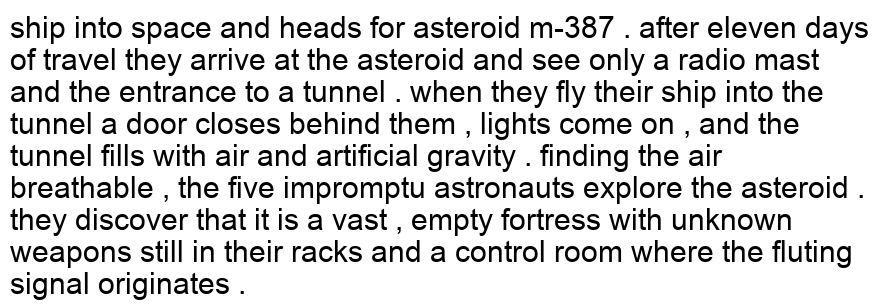 ship into space and heads for asteroid m-387 . after eleven days
of travel they arrive at the asteroid and see only a radio mast
and the entrance to a tunnel . when they fly their ship into the
tunnel a door closes behind them , lights come on , and the
tunnel fills with air and artificial gravity . finding the air
breathable , the five impromptu astronauts explore the asteroid .
they discover that it is a vast , empty fortress with unknown
weapons still in their racks and a control room where the fluting
signal originates .